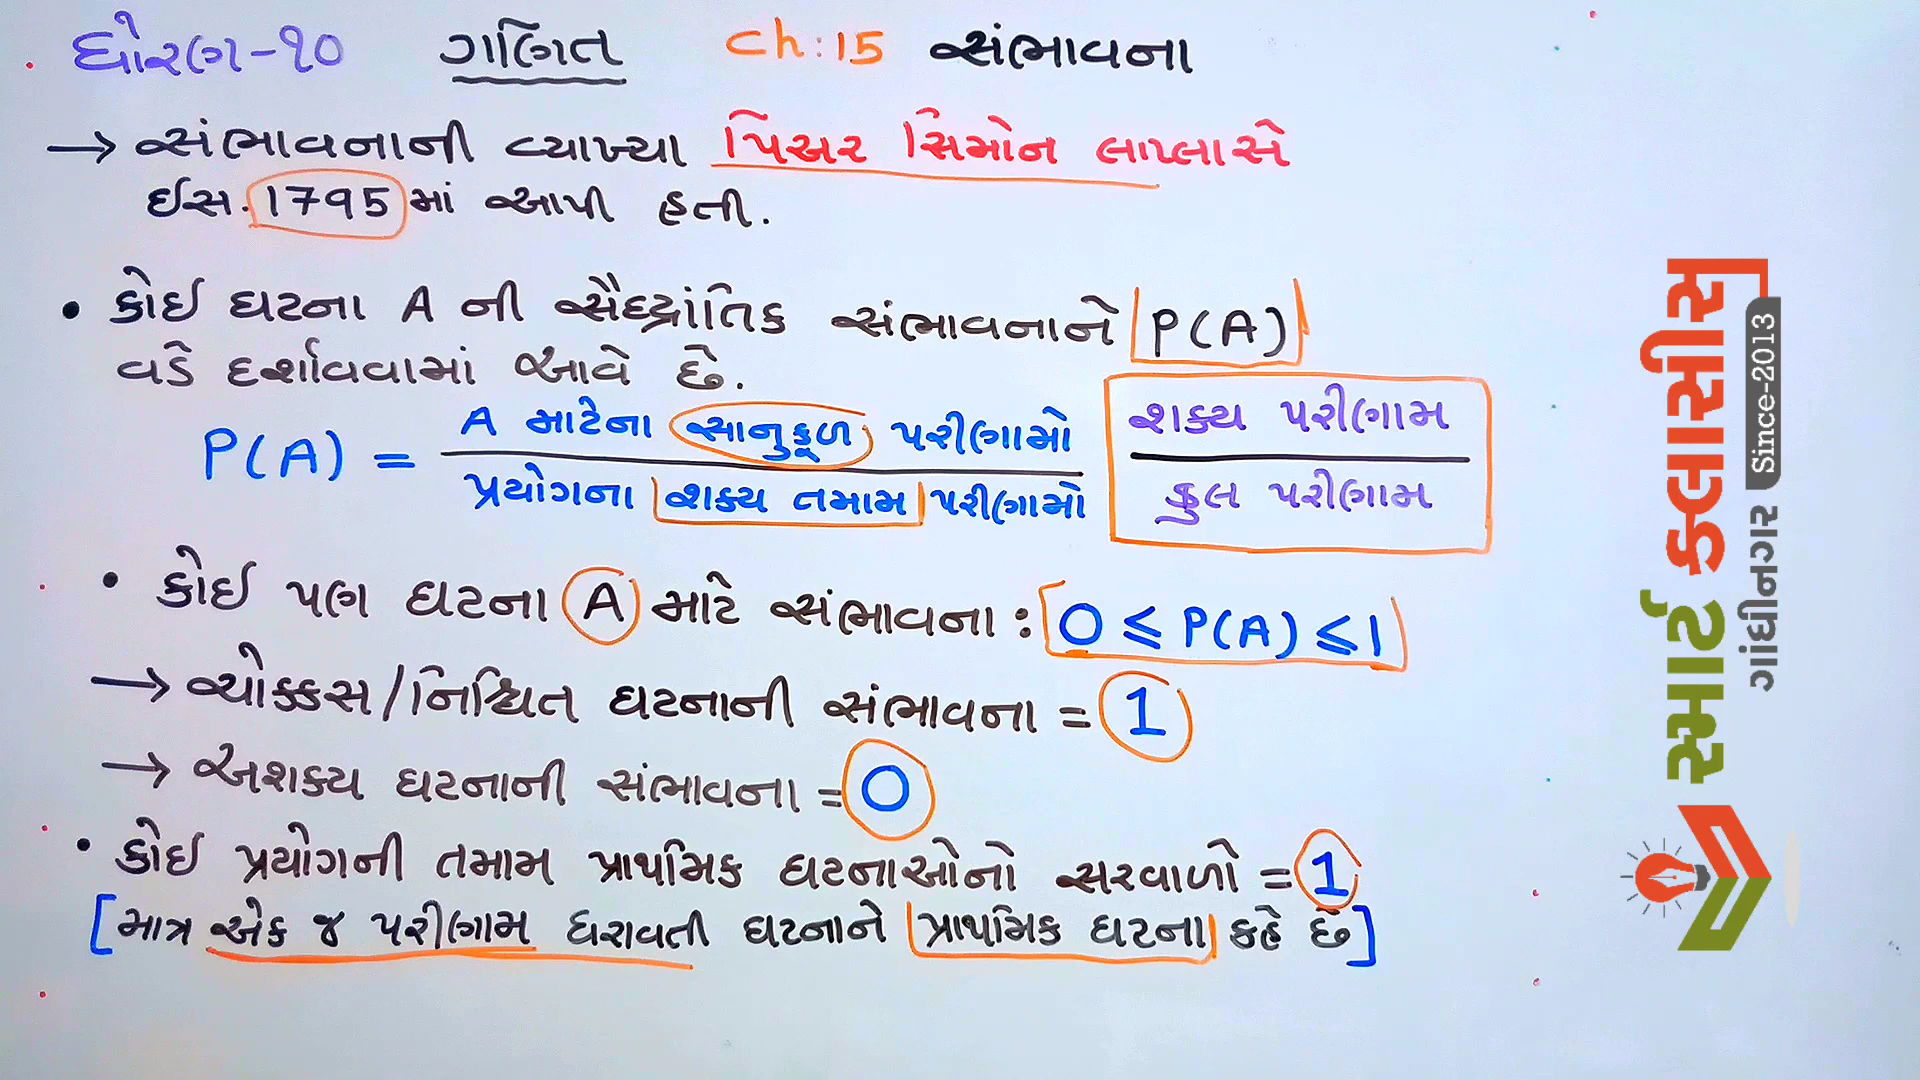 ધોરણ-૧૦ ગણિત Ch:15 સંભાવના
→ સંભાવનાની વ્યાખ્યા પિઅર સિમોન લાપ્લાસે
ઈસ. 1795 માં આપી હતી.
• કોઈ ઘટના A ની સૈદ્ધાંતિક સંભાવનાને P(A)
વડે દર્શાવવામાં આવે છે.
P(A) = A માટેના સાનુકૂળ પરીણામો
પ્રયોગના શક્ય તમામ પરીણામો
શક્ય પરીણામ
કુલ પરીણામ
• કોઈ પણ ઘટના A માટે સંભાવના : 0 ≤ P(A) ≤ 1
→ ચોક્કસ/નિશ્ચિત ઘટનાની સંભાવના = 1
→ અશક્ય ઘટનાની સંભાવના = 0
• કોઈ પ્રયોગની તમામ પ્રાથમિક ઘટનાઓનો સરવાળો = 1
[માત્ર એક જ પરીણામ ધરાવતી ઘટનાને પ્રાથમિક ઘટના કહે છે]
સ્માર્ટ ક્લાસીસ
ગાંધીનગર Since-2013